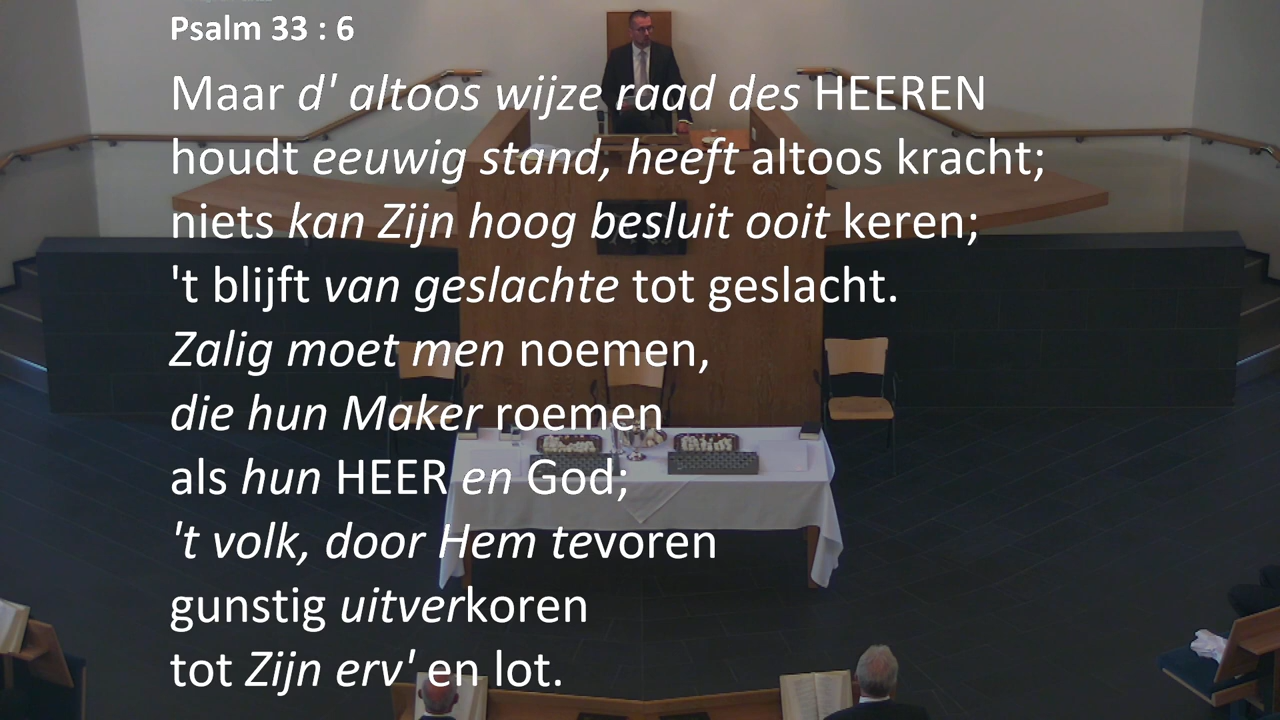 Psalm 33 : 6
Maar d' altoos wijze raad des HEEREN
houdt eeuwig stand, heeft altoos kracht;
niets kan Zijn hoog besluit ooit keren;
't blijft van geslachte tot geslacht.
Zalig moet men noemen,
die hun Maker roemen
als hun HEER en God;
't volk, door Hem tevoren
gunstig uitverkoren
tot Zijn erv' en lot.